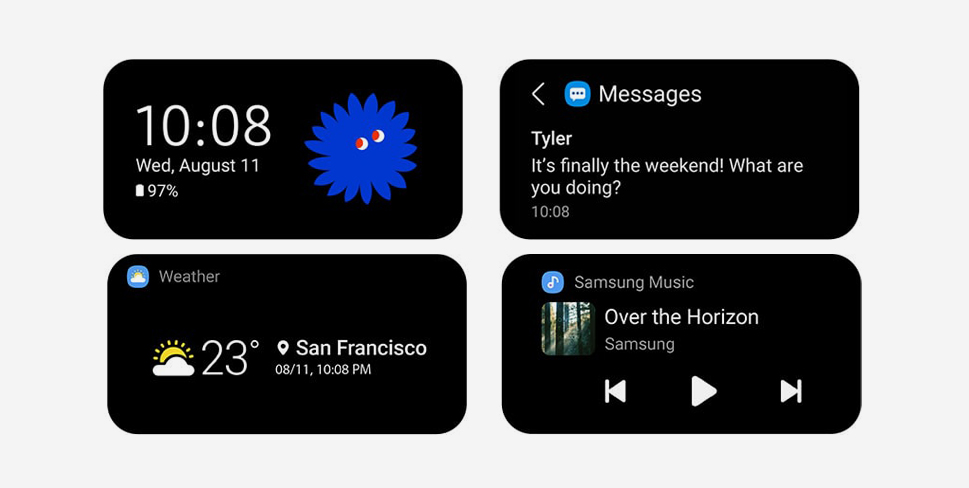 10:08
Wed, August 11
97%
Messages
Tyler
It's finally the weekend! What are
you doing?
10:08
Weather
23°
San Francisco
08/11, 10:08 PM
Samsung Music
Over the Horizon
Samsung